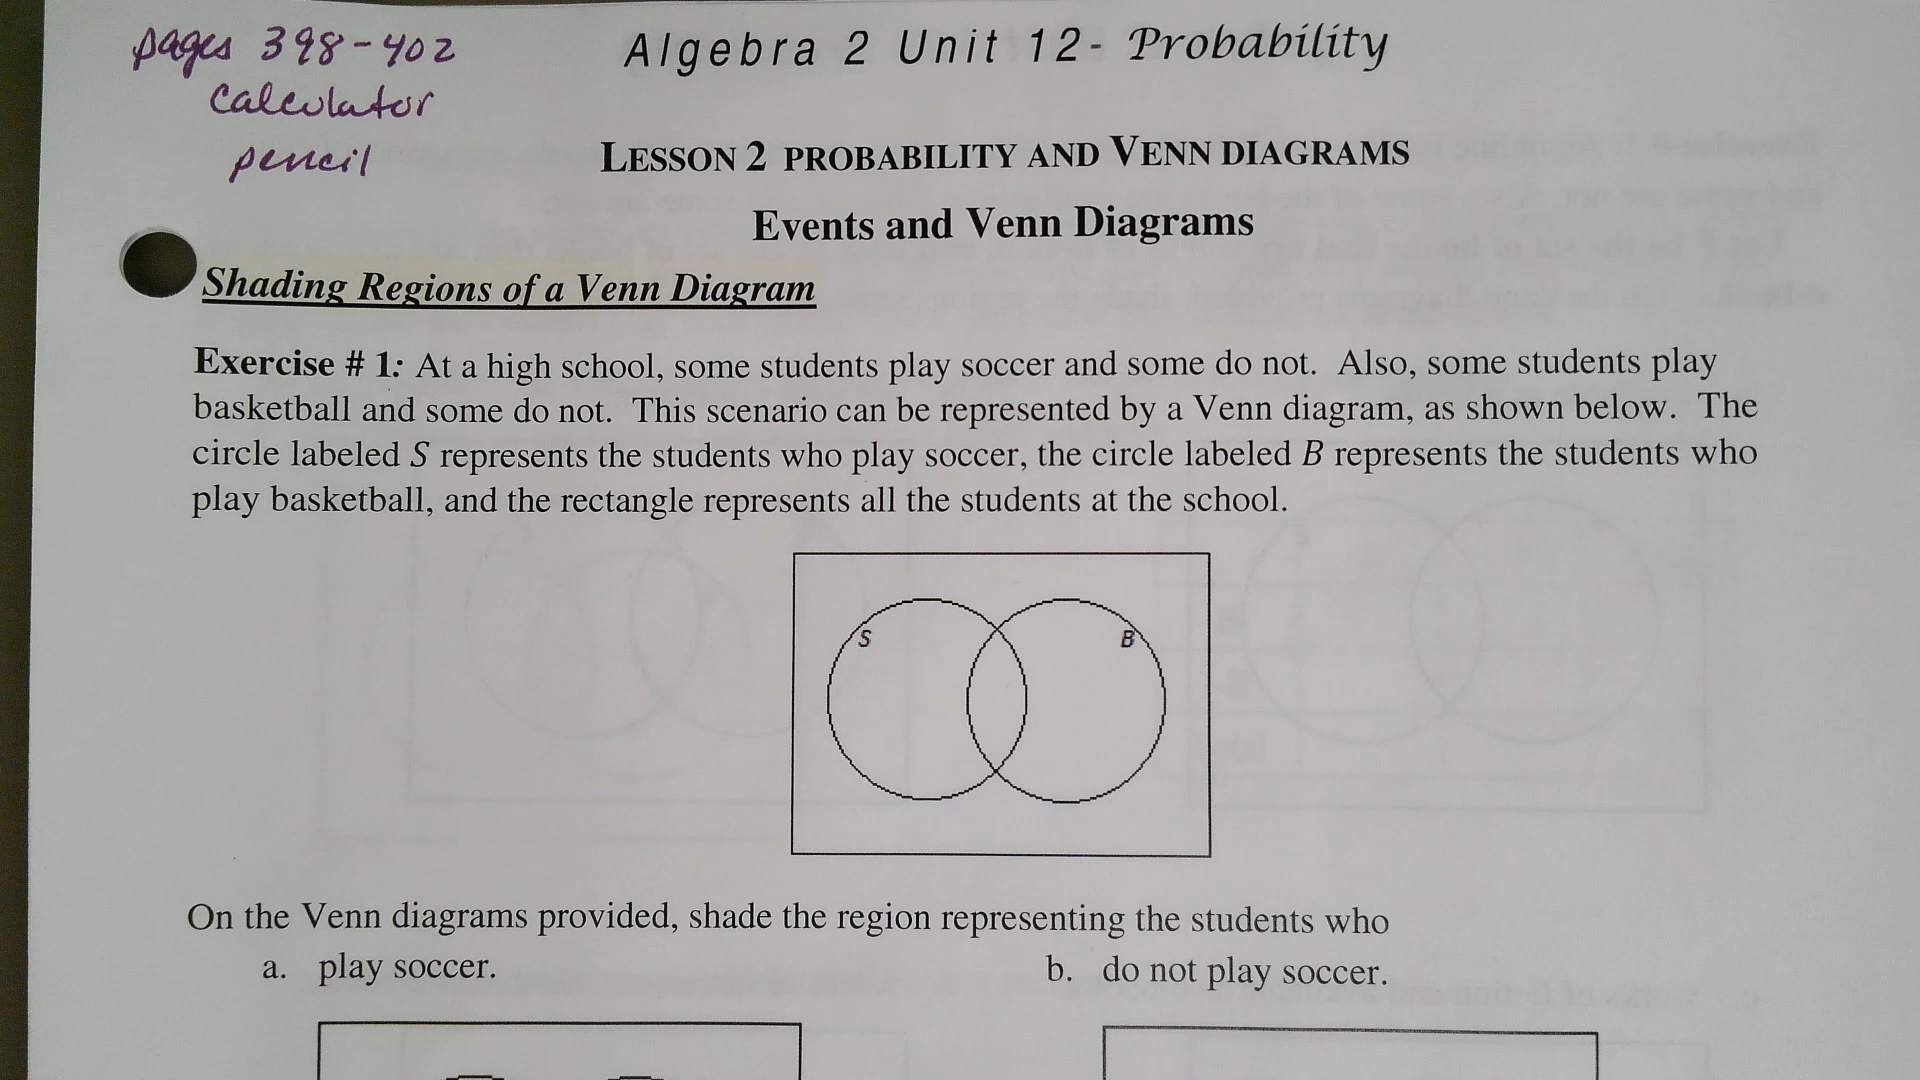 pages 398-402
calculator
pencil
Algebra 2 Unit 12- Probability
LESSON 2 PROBABILITY AND VENN DIAGRAMS
Events and Venn Diagrams
Shading Regions of a Venn Diagram
Exercise # 1: At a high school, some students play soccer and some do not. Also, some students play
basketball and some do not. This scenario can be represented by a Venn diagram, as shown below. The
circle labeled S represents the students who play soccer, the circle labeled B represents the students who
play basketball, and the rectangle represents all the students at the school.
S B
On the Venn diagrams provided, shade the region representing the students who
a. play soccer. b. do not play soccer.